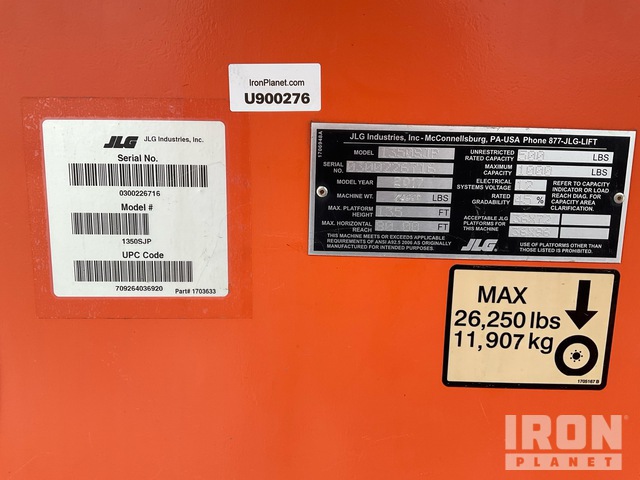 IronPlanet.com
U900276
JLG JLG Industries, Inc.
Serial No.
0300226716
Model #
1350SJP
UPC Code
709264036920 Part# 1703633
1706948A
JLG Industries, Inc - McConnellsburg, PA-USA Phone 877-JLG-LIFT
MODEL 1350SJP
SERIAL NO. 0300226716
MODEL YEAR
MACHINE WT. LBS
MAX. PLATFORM HEIGHT 135 FT
MAX. HORIZONTAL REACH FT
THIS MACHINE MEETS OR EXCEEDS APPLICABLE
REQUIREMENTS OF ANSI A92.5 2006 AS ORIGINALLY
MANUFACTURED FOR INTENDED PURPOSES.
UNRESTRICTED RATED CAPACITY 500 LBS
MAXIMUM CAPACITY 1000 LBS
ELECTRICAL SYSTEMS VOLTAGE 12
RATED GRADABILITY 45 %
REFER TO CAPACITY
INDICATOR OR LOAD
REACH DIAG. FOR
CAPACITY AREA
CLARIFICATION.
ACCEPTABLE JLG
PLATFORMS FOR
THIS MACHINE
JLG
USE OF PLATFORMS OTHER THAN
THOSE LISTED IS PROHIBITED.
MAX
26,250 lbs
11,907 kg
1705167 B
IRON
PLANET